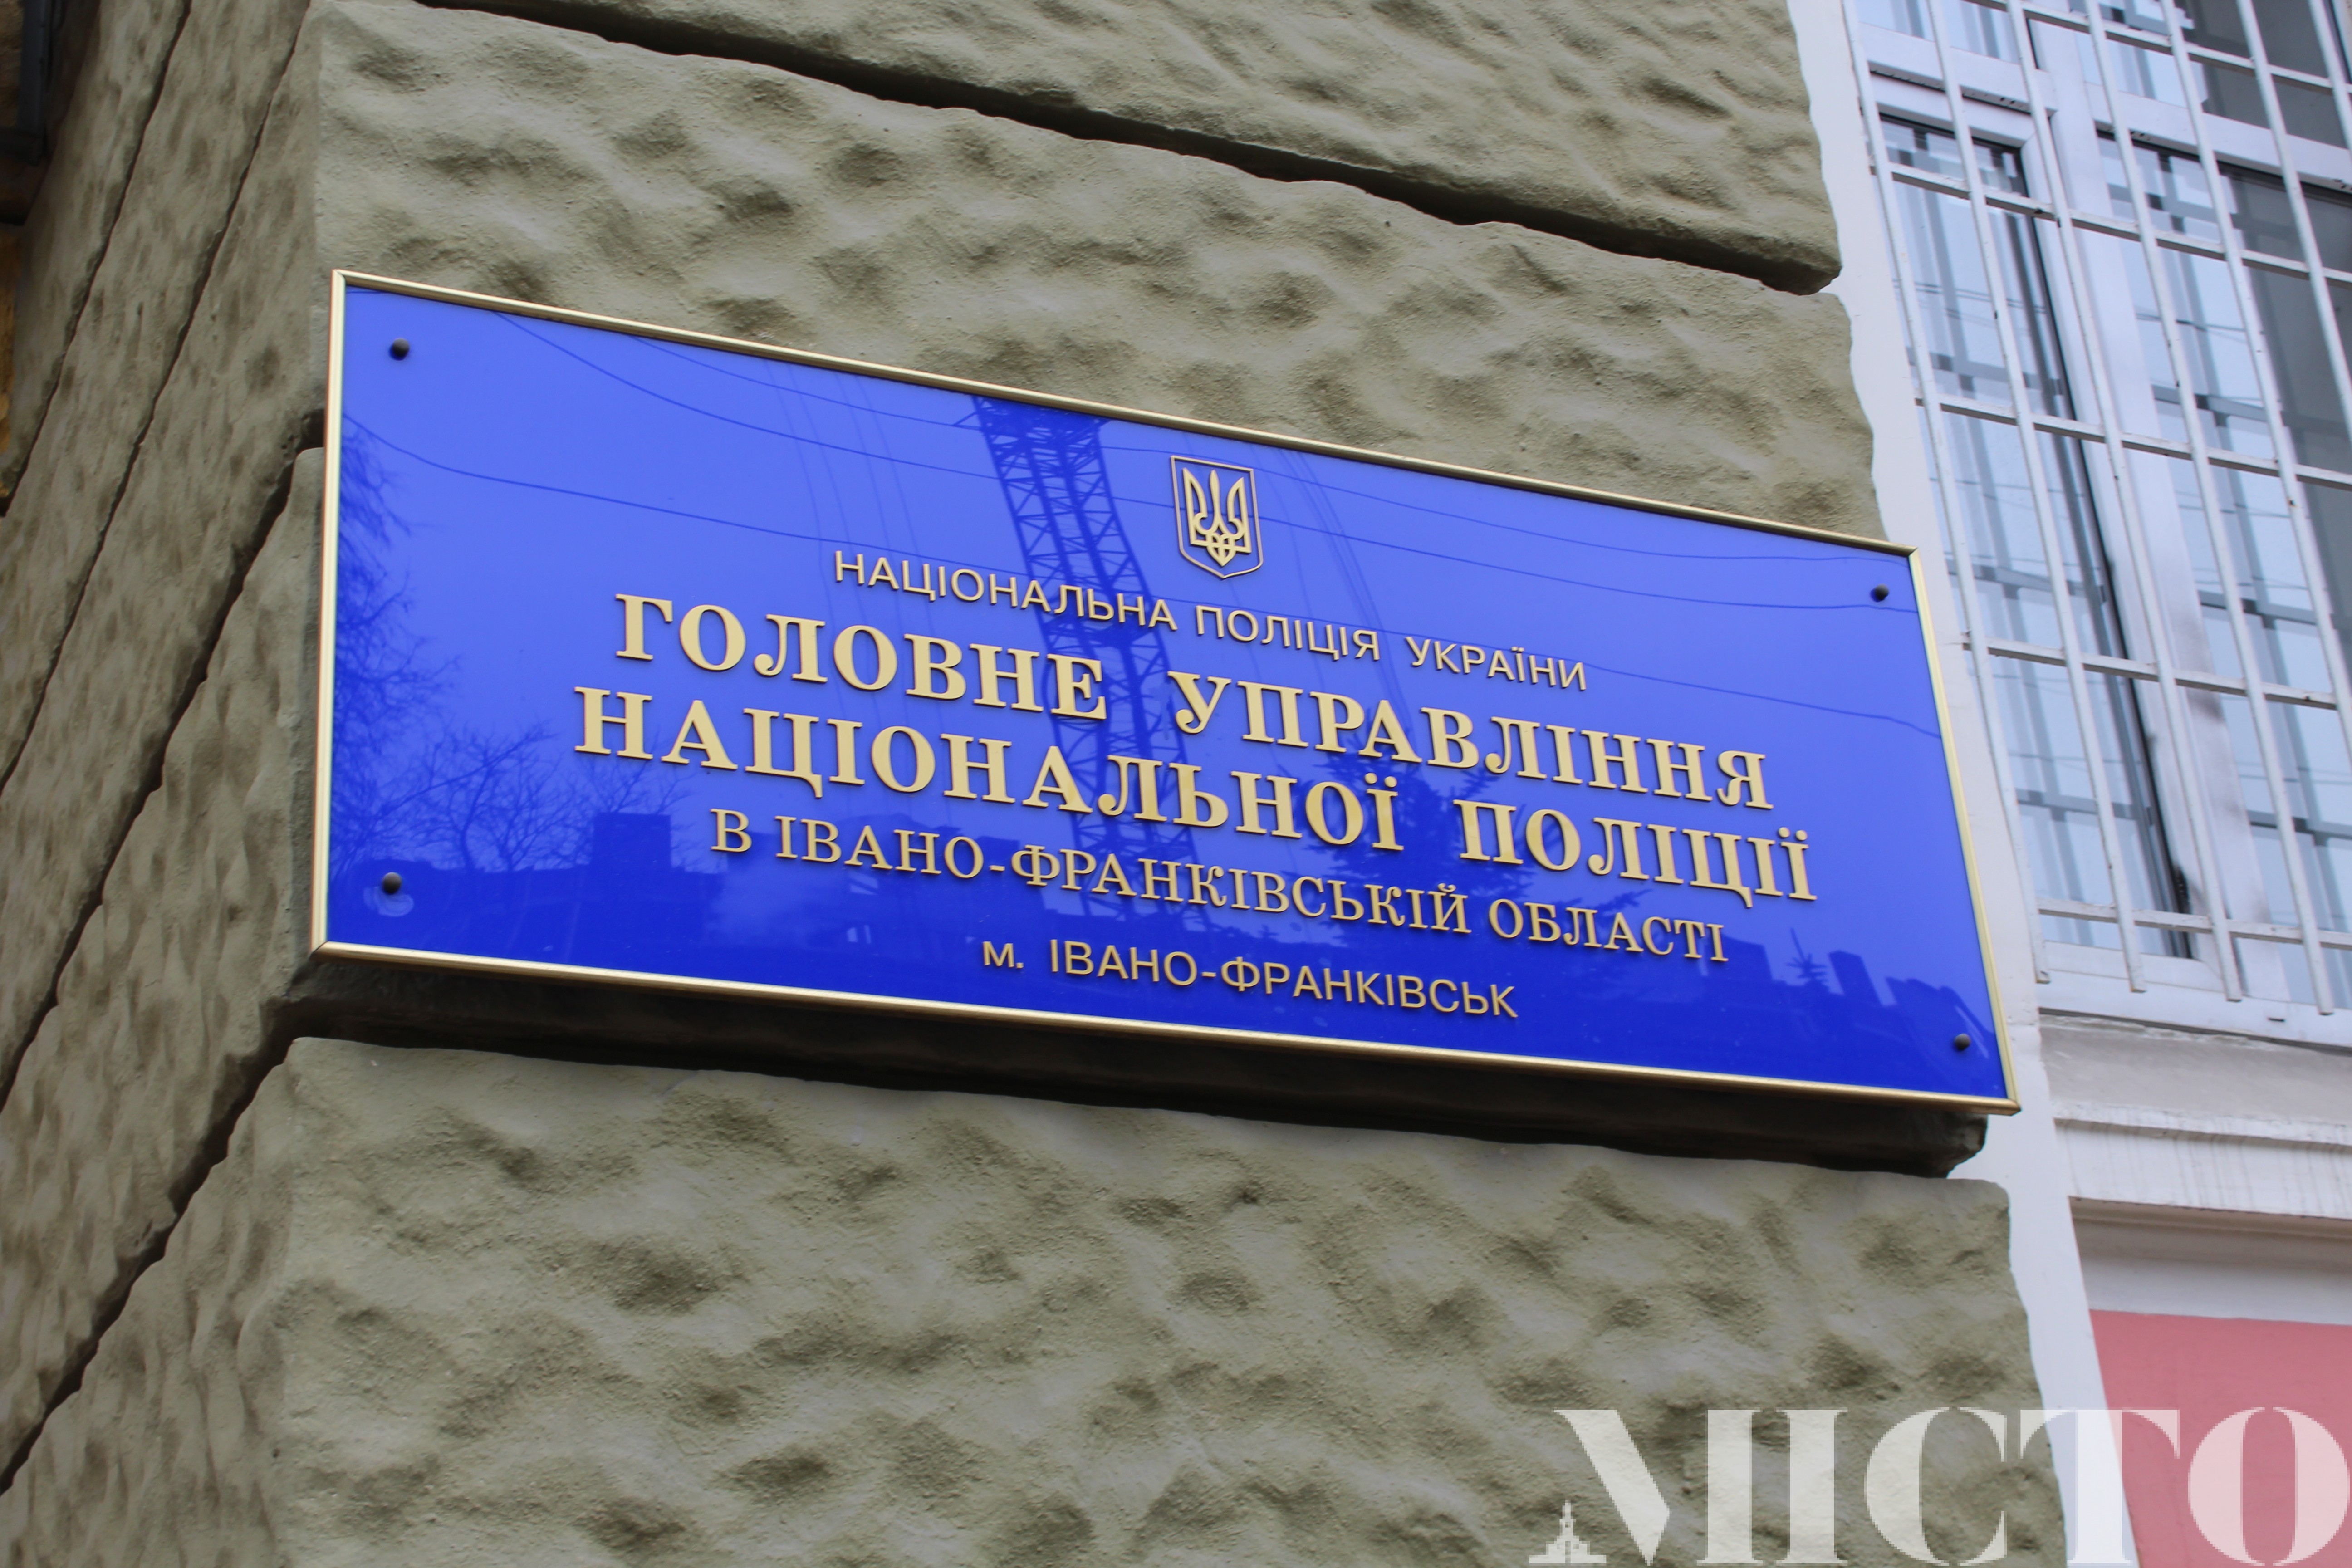 НАЦІОНАЛЬНА ПОЛІЦІЯ УКРАЇНИ
ГОЛОВНЕ УПРАВЛІННЯ
НАЦІОНАЛЬНОЇ ПОЛІЦІЇ
В ІВАНО-ФРАНКІВСЬКІЙ ОБЛАСТІ
м. ІВАНО-ФРАНКІВСЬК
МІСТО